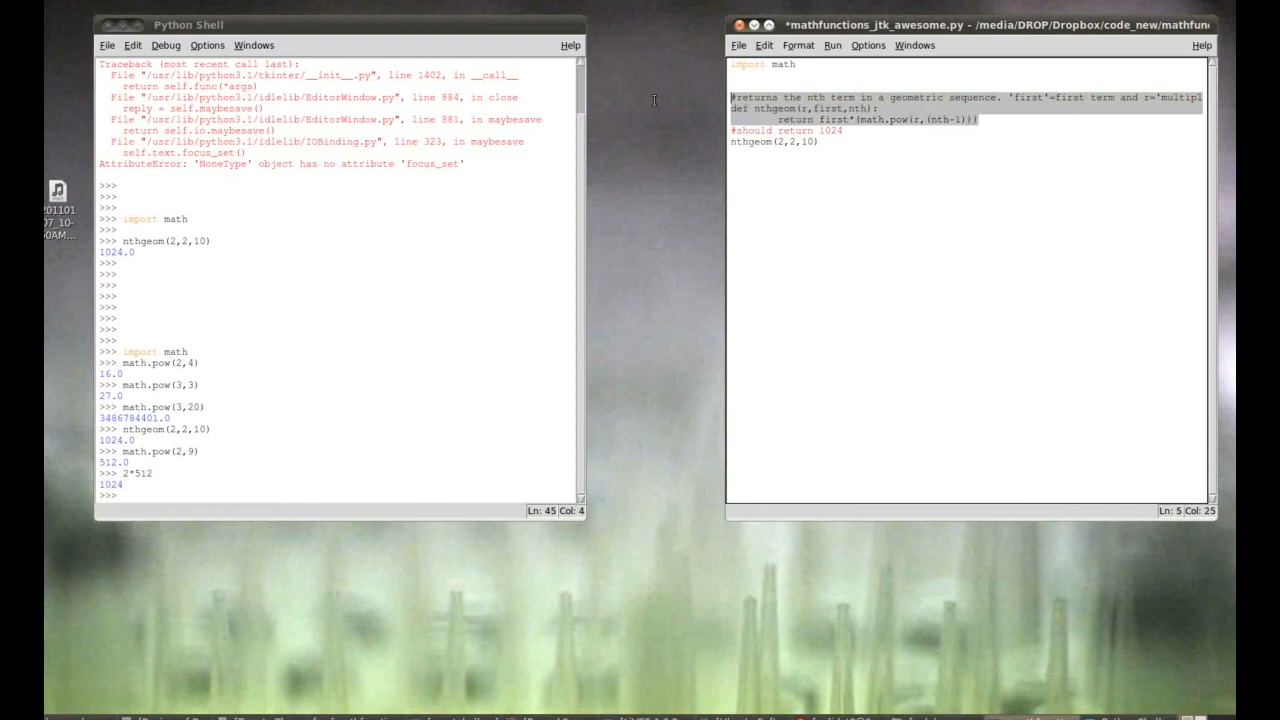 Python Shell
File Edit Debug Options Windows Help
Traceback (most recent call last):
File "/usr/lib/python3.1/tkinter/__init__.py", line 1402, in __call__
return self.func(*args)
File "/usr/lib/python3.1/idlelib/EditorWindow.py", line 884, in close
reply = self.maybesave()
File "/usr/lib/python3.1/idlelib/EditorWindow.py", line 881, in maybesave
return self.io.maybesave()
File "/usr/lib/python3.1/idlelib/IOBinding.py", line 323, in maybesave
self.text.focus_set()
AttributeError: 'NoneType' object has no attribute 'focus_set'
>>>
>>>
>>>
>>> import math
>>>
>>> nthgeom(2,2,10)
1024.0
>>>
>>>
>>>
>>>
>>>
>>>
>>>
>>>
>>> import math
>>> math.pow(2,4)
16.0
>>> math.pow(3,3)
27.0
>>> math.pow(3,20)
3486784401.0
>>> nthgeom(2,2,10)
1024.0
>>> math.pow(2,9)
512.0
>>> 2*512
1024
>>>
Ln: 45 Col: 4
*mathfunctions_jtk_awesome.py - /media/DROP/Dropbox/code_new/mathfunc
File Edit Format Run Options Windows Help
import math
#returns the nth term in a geometric sequence. 'first'=first term and r='multipl
def nthgeom(r,first,nth):
return first*(math.pow(r,(nth-1)))
#should return 1024
nthgeom(2,2,10)
Ln: 5 Col: 25
201101
07_10-
50AM...